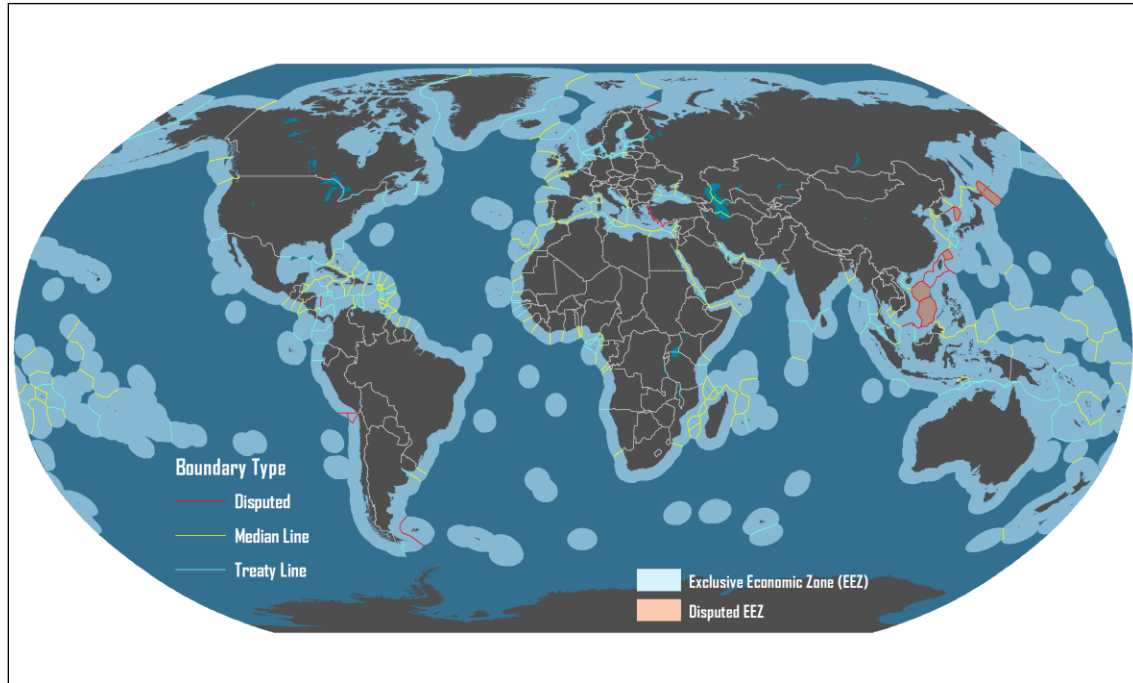 Boundary Type
Disputed
Median Line
Treaty Line
Exclusive Economic Zone (EEZ)
Disputed EEZ